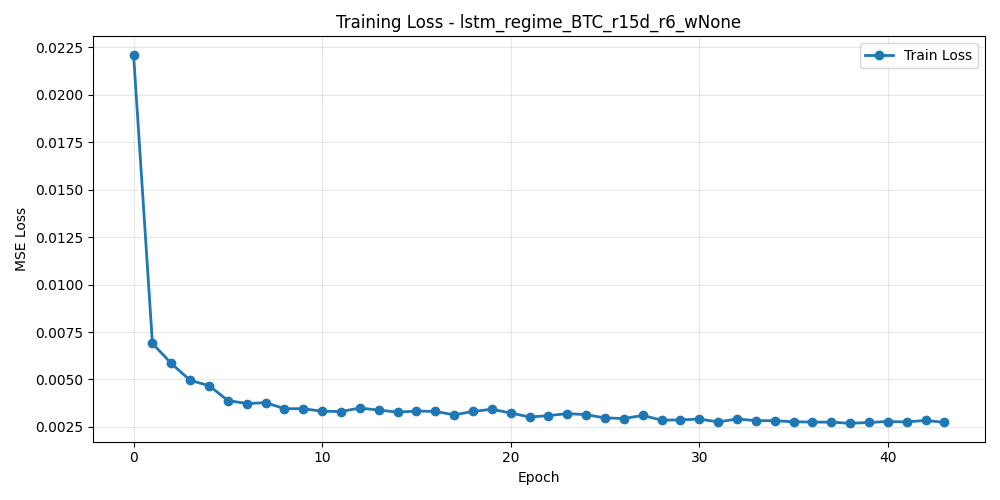 Training Loss - lstm_regime_BTC_r15d_r6_wNone
Train Loss
MSE Loss
0.0225
0.0200
0.0175
0.0150
0.0125
0.0100
0.0075
0.0050
0.0025
0 10 20 30 40
Epoch